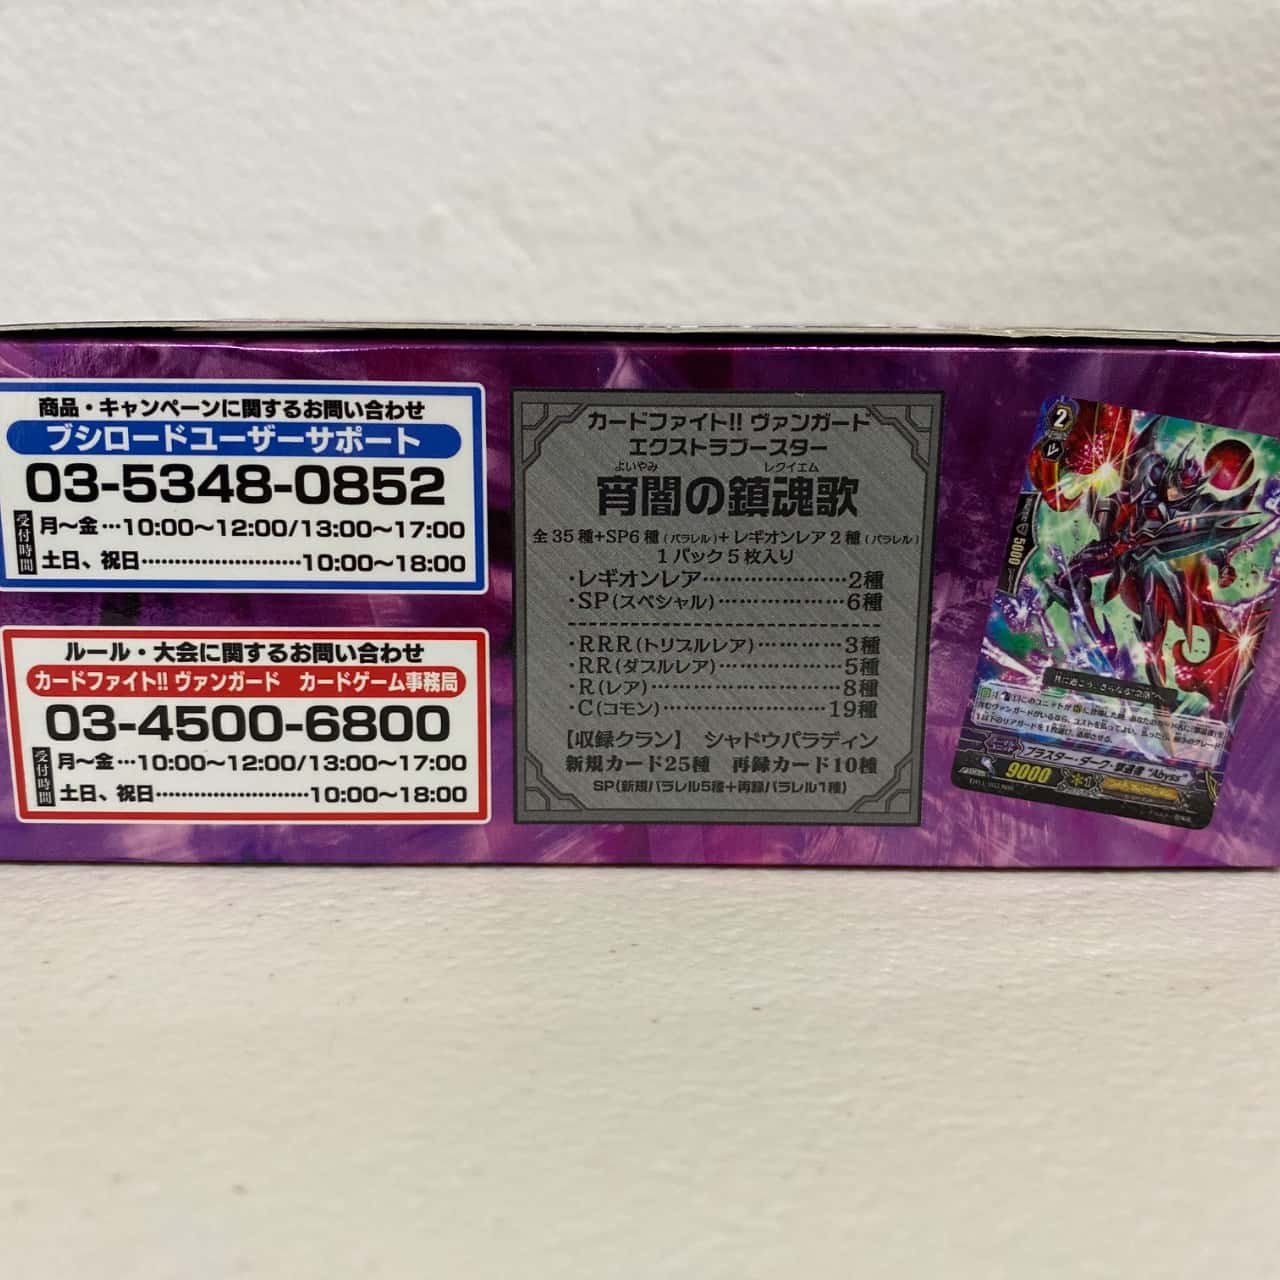 商品・キャンペーンに関するお問い合わせ
ブシロードユーザーサポート
03-5348-0852
受付時間
月〜金…10:00〜12:00/13:00〜17:00
土日、祝日……………………10:00〜18:00
ルール・大会に関するお問い合わせ
カードファイト!! ヴァンガード カードゲーム事務局
03-4500-6800
受付時間
月〜金…10:00〜12:00/13:00〜17:00
土日、祝日……………………10:00〜18:00
カードファイト!! ヴァンガード
エクストラブースター
よいやみ レクイエム
宵闇の鎮魂歌
全35種+SP6種(パラレル)+レギオンレア2種(パラレル)
1パック5枚入り
・レギオンレア…………………2種
・SP(スペシャル)………………6種
・RRR(トリプルレア)……………3種
・RR(ダブルレア)………………5種
・R(レア)…………………………8種
・C(コモン)……………………19種
【収録クラン】 シャドウパラディン
新規カード25種 再録カード10種
SP(新規パラレル5種+再録パラレル1種)
2
5000
共に起こう、さらなる“奈落”へ。
ブラスター・ダーク・撃退者 “Abyss”
9000